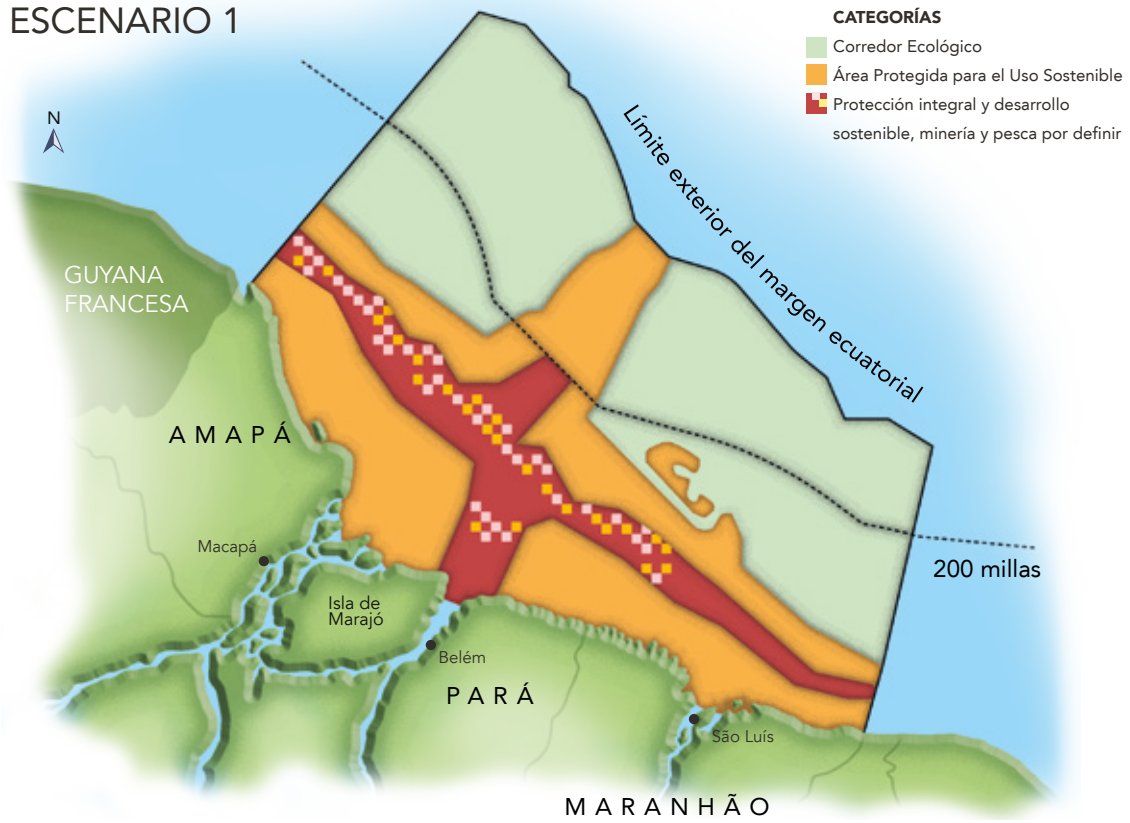 ESCENARIO 1
CATEGORÍAS
Corredor Ecológico
Área Protegida para el Uso Sostenible
Protección integral y desarrollo
sostenible, minería y pesca por definir
N
Límite exterior del margen ecuatorial
GUYANA
FRANCESA
AMAPÁ
Macapá
200 millas
Isla de
Marajó
Belém
PARÁ
São Luís
MARANHÃO